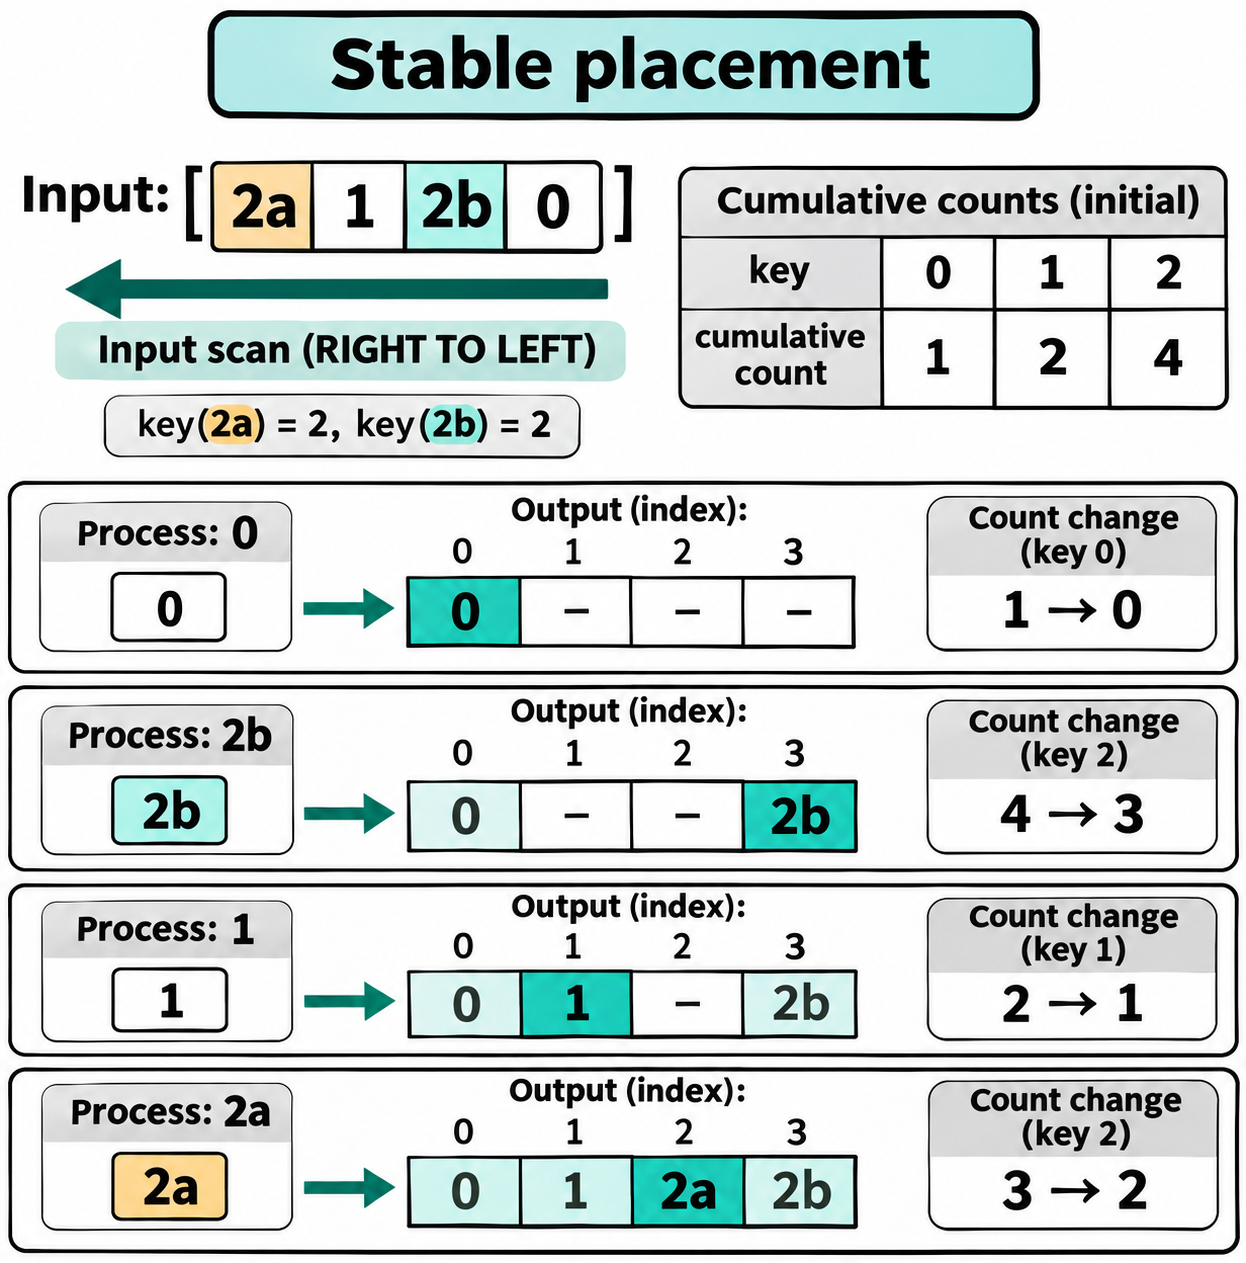 Stable placement
Input: [ 2a 1 2b 0 ]
Input scan (RIGHT TO LEFT)
key(2a) = 2, key(2b) = 2
Cumulative counts (initial)
key 0 1 2
cumulative count 1 2 4
Process: 0
0
Output (index):
0 1 2 3
0 – – –
Count change
(key 0)
1 → 0
Process: 2b
2b
Output (index):
0 1 2 3
0 – – 2b
Count change
(key 2)
4 → 3
Process: 1
1
Output (index):
0 1 2 3
0 1 – 2b
Count change
(key 1)
2 → 1
Process: 2a
2a
Output (index):
0 1 2 3
0 1 2a 2b
Count change
(key 2)
3 → 2